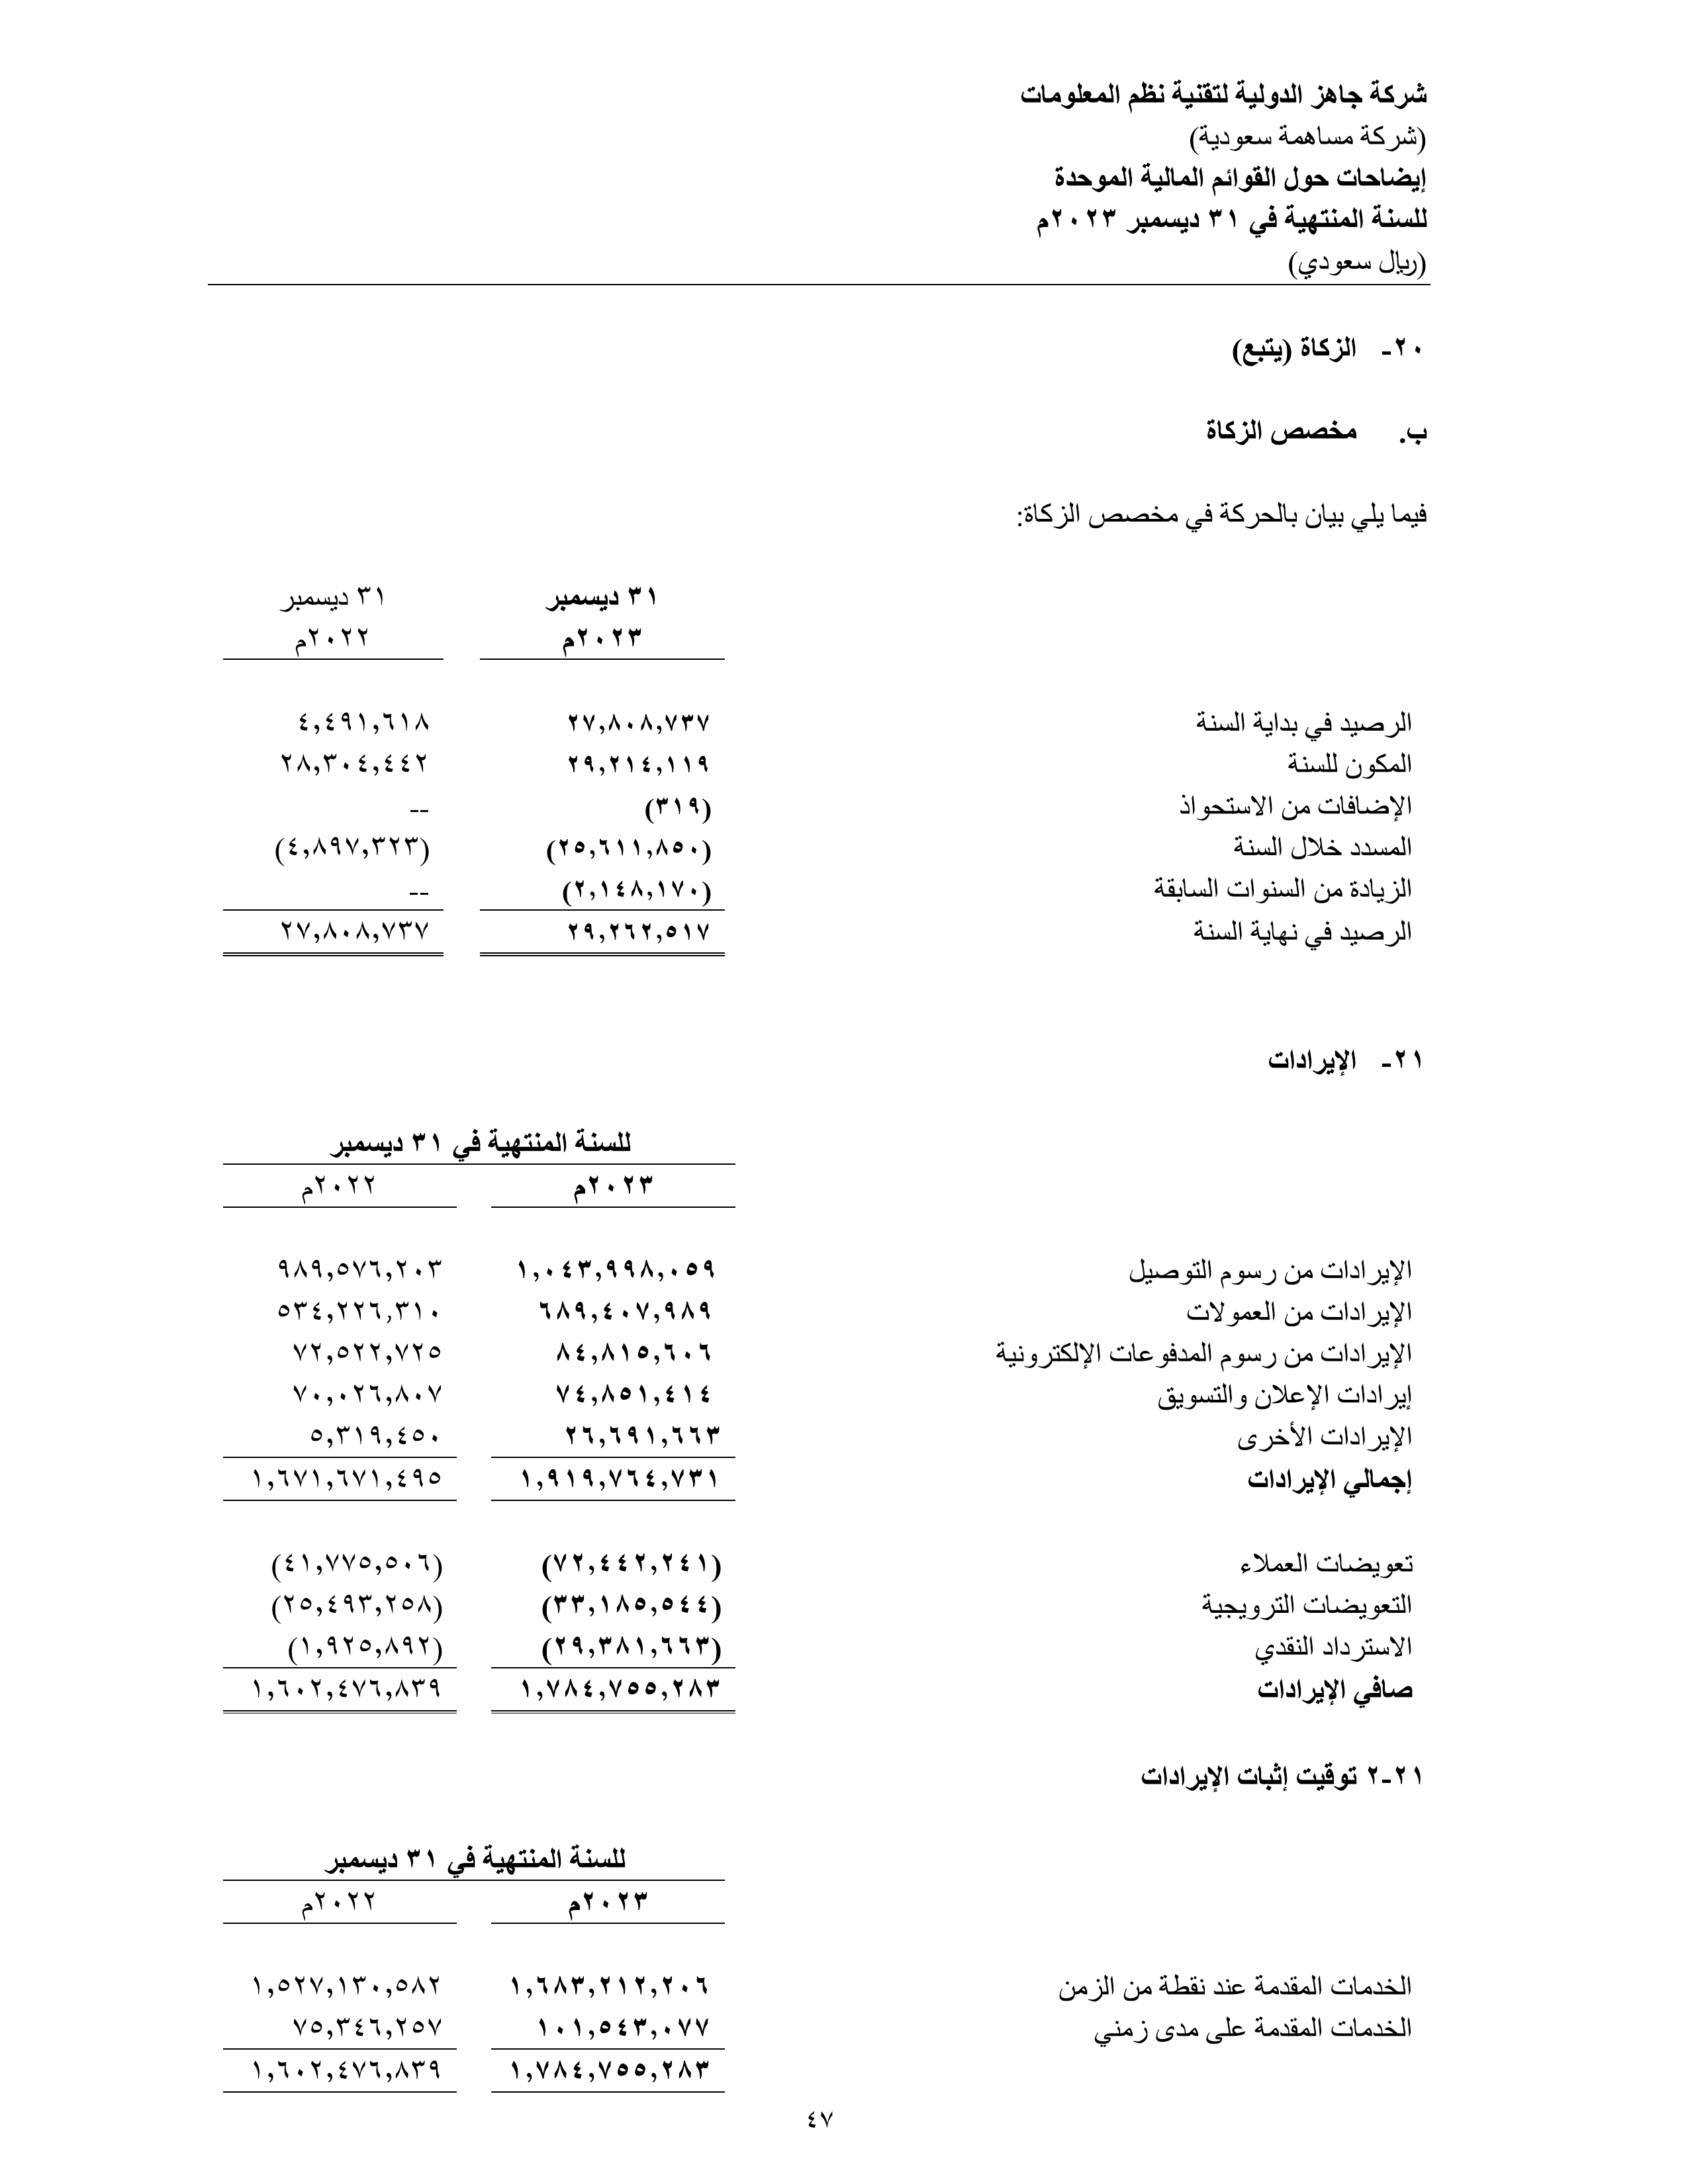 شركة جاهز الدولية لتقنية نظم المعلومات
(شركة مساهمة سعودية)
إيضاحات حول القوائم المالية الموحدة
للسنة المنتهية في ٣١ ديسمبر ٢٠٢٣م
(ريال سعودي)
٢٠- الزكاة (يتبع)
ب. مخصص الزكاة
فيما يلي بيان بالحركة في مخصص الزكاة:
٣١ ديسمبر ٣١ ديسمبر
٢٠٢٣م ٢٠٢٢م
الرصيد في بداية السنة ٢٧,٨٠٨,٧٣٧ ٤,٤٩١,٦١٨
المكون للسنة ٢٩,٢١٤,١١٩ ٢٨,٣٠٤,٤٤٢
الإضافات من الاستحواذ (٣١٩) --
المسدد خلال السنة (٢٥,٦١١,٨٥٠) (٤,٨٩٧,٣٢٣)
الزيادة من السنوات السابقة (٢,١٤٨,١٧٠) --
الرصيد في نهاية السنة ٢٩,٢٦٢,٥١٧ ٢٧,٨٠٨,٧٣٧
٢١- الإيرادات
للسنة المنتهية في ٣١ ديسمبر
٢٠٢٣م ٢٠٢٢م
الإيرادات من رسوم التوصيل ١,٠٤٣,٩٩٨,٠٥٩ ٩٨٩,٥٧٦,٢٠٣
الإيرادات من العمولات ٦٨٩,٤٠٧,٩٨٩ ٥٣٤,٢٢٦,٣١٠
الإيرادات من رسوم المدفوعات الإلكترونية ٨٤,٨١٥,٦٠٦ ٧٢,٥٢٢,٧٢٥
إيرادات الإعلان والتسويق ٧٤,٨٥١,٤١٤ ٧٠,٠٢٦,٨٠٧
الإيرادات الأخرى ٢٦,٦٩١,٦٦٣ ٥,٣١٩,٤٥٠
إجمالي الإيرادات ١,٩١٩,٧٦٤,٧٣١ ١,٦٧١,٦٧١,٤٩٥
تعويضات العملاء (٧٢,٤٤٢,٢٤١) (٤١,٧٧٥,٥٠٦)
التعويضات الترويجية (٣٣,١٨٥,٥٤٤) (٢٥,٤٩٣,٢٥٨)
الاسترداد النقدي (٢٩,٣٨١,٦٦٣) (١,٩٢٥,٨٩٢)
صافي الإيرادات ١,٧٨٤,٧٥٥,٢٨٣ ١,٦٠٢,٤٧٦,٨٣٩
٢-٢١ توقيت إثبات الإيرادات
للسنة المنتهية في ٣١ ديسمبر
٢٠٢٣م ٢٠٢٢م
الخدمات المقدمة عند نقطة من الزمن ١,٦٨٣,٢١٢,٢٠٦ ١,٥٢٧,١٣٠,٥٨٢
الخدمات المقدمة على مدى زمني ١٠١,٥٤٣,٠٧٧ ٧٥,٣٤٦,٢٥٧
١,٧٨٤,٧٥٥,٢٨٣ ١,٦٠٢,٤٧٦,٨٣٩
٤٧